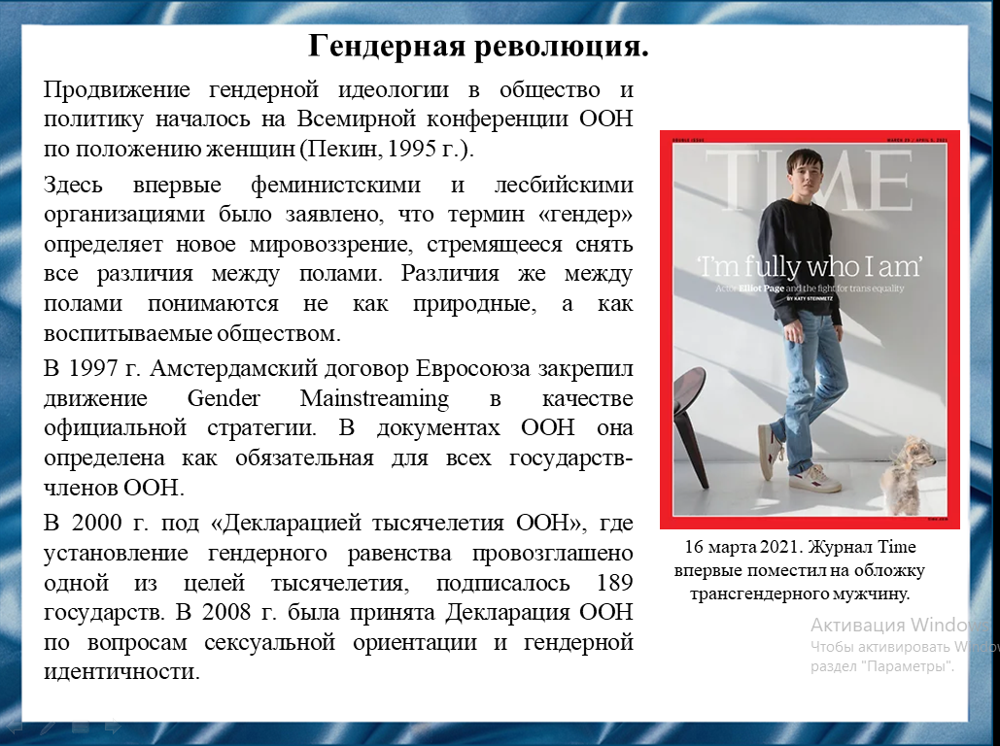 Гендерная революция.
Продвижение гендерной идеологии в общество и
политику началось на Всемирной конференции ООН
по положению женщин (Пекин, 1995 г.).
Здесь впервые феминистскими и лесбийскими
организациями было заявлено, что термин «гендер»
определяет новое мировоззрение, стремящееся снять
все различия между полами. Различия же между
полами понимаются не как природные, а как
воспитываемые обществом.
В 1997 г. Амстердамский договор Евросоюза закрепил
движение Gender Mainstreaming в качестве
официальной стратегии. В документах ООН она
определена как обязательная для всех государств-
членов ООН.
В 2000 г. под «Декларацией тысячелетия ООН», где
установление гендерного равенства провозглашено
одной из целей тысячелетия, подписалось 189
государств. В 2008 г. была принята Декларация ООН
по вопросам сексуальной ориентации и гендерной
идентичности.
TIME
'I'm fully who I am'
Actor Elliot Page and the fight for trans equality
BY KATY STEINMETZ
16 марта 2021. Журнал Time
впервые поместил на обложку
трансгендерного мужчину.
Активация Windows
Чтобы активировать Windows
раздел "Параметры".